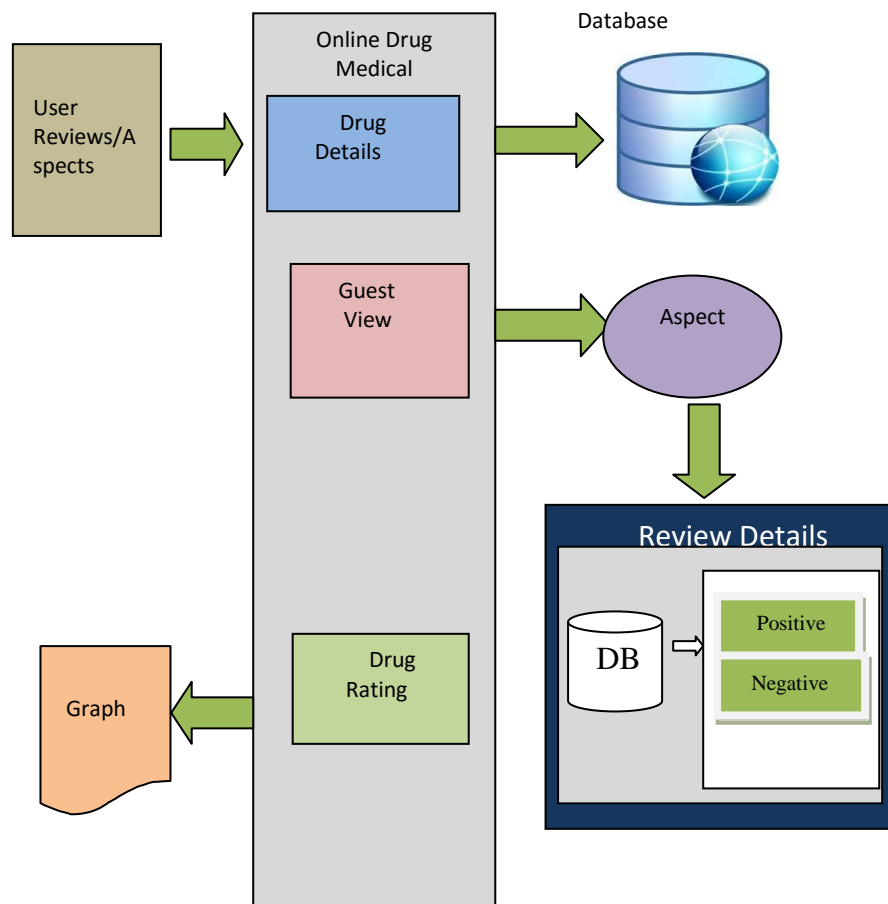 Database
Online Drug
Medical
User
Reviews/A
spects
Drug
Details
Guest
View
Aspect
Review Details
DB
Positive
Negative
Drug
Rating
Graph